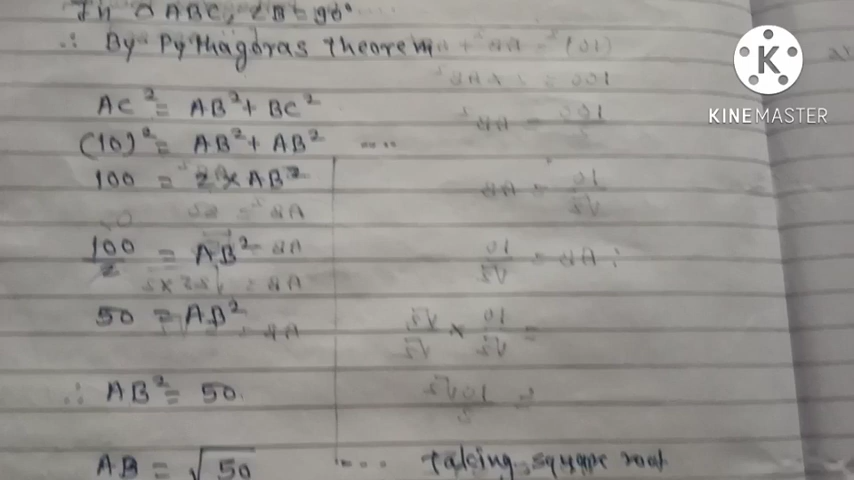 In △ABC, ∠B = 90°
∴ By Pythagoras theorem
AC² = AB² + BC²
(10)² = AB² + AB² ....
100 = 2 × AB²
100/2 = AB²
50 = AB²
∴ AB² = 50.
AB = √50 .... taking square root
K
KINEMASTER